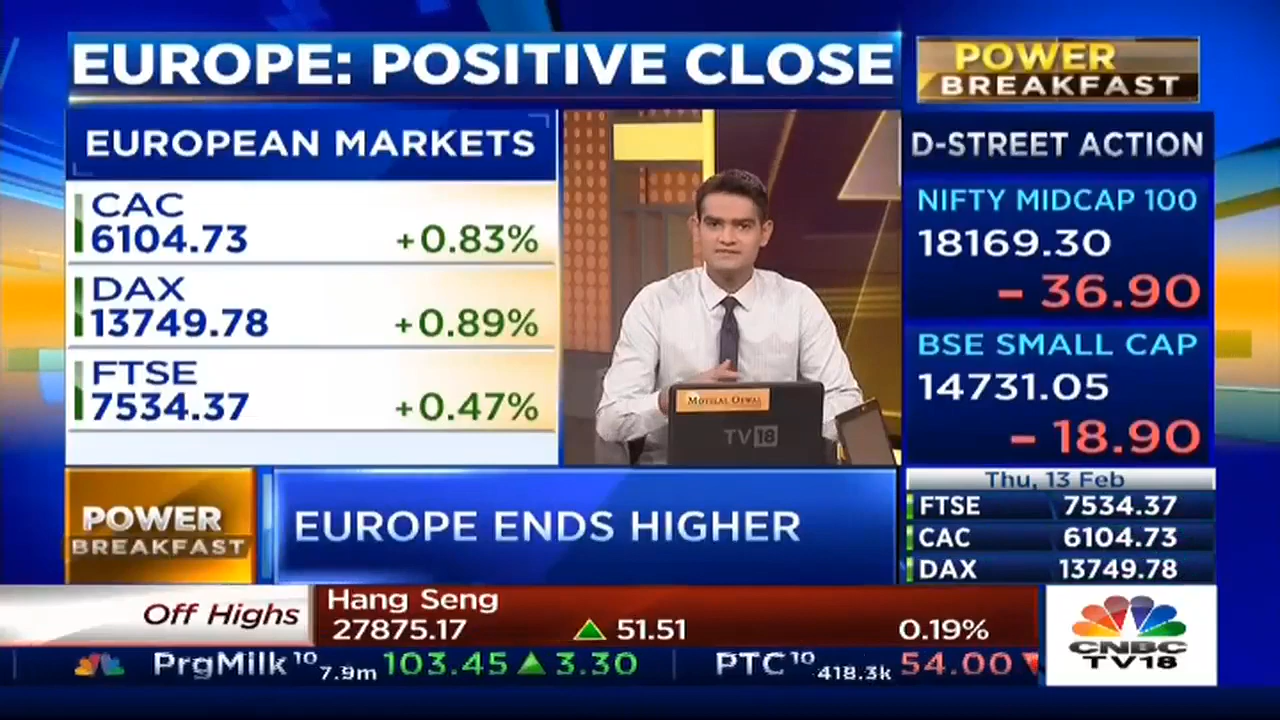 EUROPE: POSITIVE CLOSE
POWER
BREAKFAST
EUROPEAN MARKETS
CAC
6104.73 +0.83%
DAX
13749.78 +0.89%
FTSE
7534.37 +0.47%
MOTILAL OSWAL
TV18
D-STREET ACTION
NIFTY MIDCAP 100
18169.30
- 36.90
BSE SMALL CAP
14731.05
- 18.90
POWER
BREAKFAST
EUROPE ENDS HIGHER
Thu, 13 Feb
FTSE 7534.37
CAC 6104.73
DAX 13749.78
Off Highs
Hang Seng
27875.17 ▲ 51.51 0.19%
PrgMilk 10 7.9m 103.45 ▲ 3.30 PTC 10 418.3k 54.00 ▼
CNBC
TV18